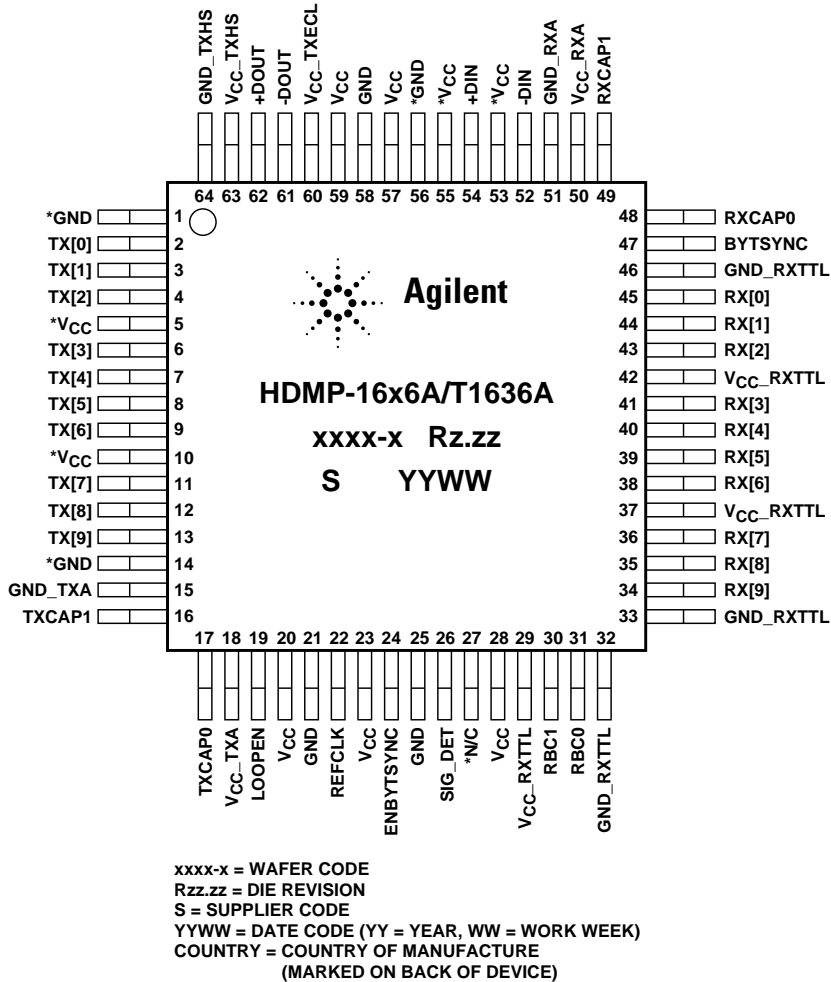 GND_TXHS
VCC_TXHS
+DOUT
-DOUT
VCC_TXECL
VCC
GND
VCC
*GND
*VCC
+DIN
*VCC
-DIN
GND_RXA
VCC_RXA
RXCAP1
64 63 62 61 60 59 58 57 56 55 54 53 52 51 50 49
*GND 1
TX[0] 2
TX[1] 3
TX[2] 4
*VCC 5
TX[3] 6
TX[4] 7
TX[5] 8
TX[6] 9
*VCC 10
TX[7] 11
TX[8] 12
TX[9] 13
*GND 14
GND_TXA 15
TXCAP1 16
Agilent
HDMP-16x6A/T1636A
xxxx-x Rz.zz
S YYWW
48 RXCAP0
47 BYTSYNC
46 GND_RXTTL
45 RX[0]
44 RX[1]
43 RX[2]
42 VCC_RXTTL
41 RX[3]
40 RX[4]
39 RX[5]
38 RX[6]
37 VCC_RXTTL
36 RX[7]
35 RX[8]
34 RX[9]
33 GND_RXTTL
17 18 19 20 21 22 23 24 25 26 27 28 29 30 31 32
TXCAP0
VCC_TXA
LOOPEN
VCC
GND
REFCLK
VCC
ENBYTSYNC
GND
SIG_DET
*N/C
VCC
VCC_RXTTL
RBC1
RBC0
GND_RXTTL
xxxx-x = WAFER CODE
Rzz.zz = DIE REVISION
S = SUPPLIER CODE
YYWW = DATE CODE (YY = YEAR, WW = WORK WEEK)
COUNTRY = COUNTRY OF MANUFACTURE
(MARKED ON BACK OF DEVICE)